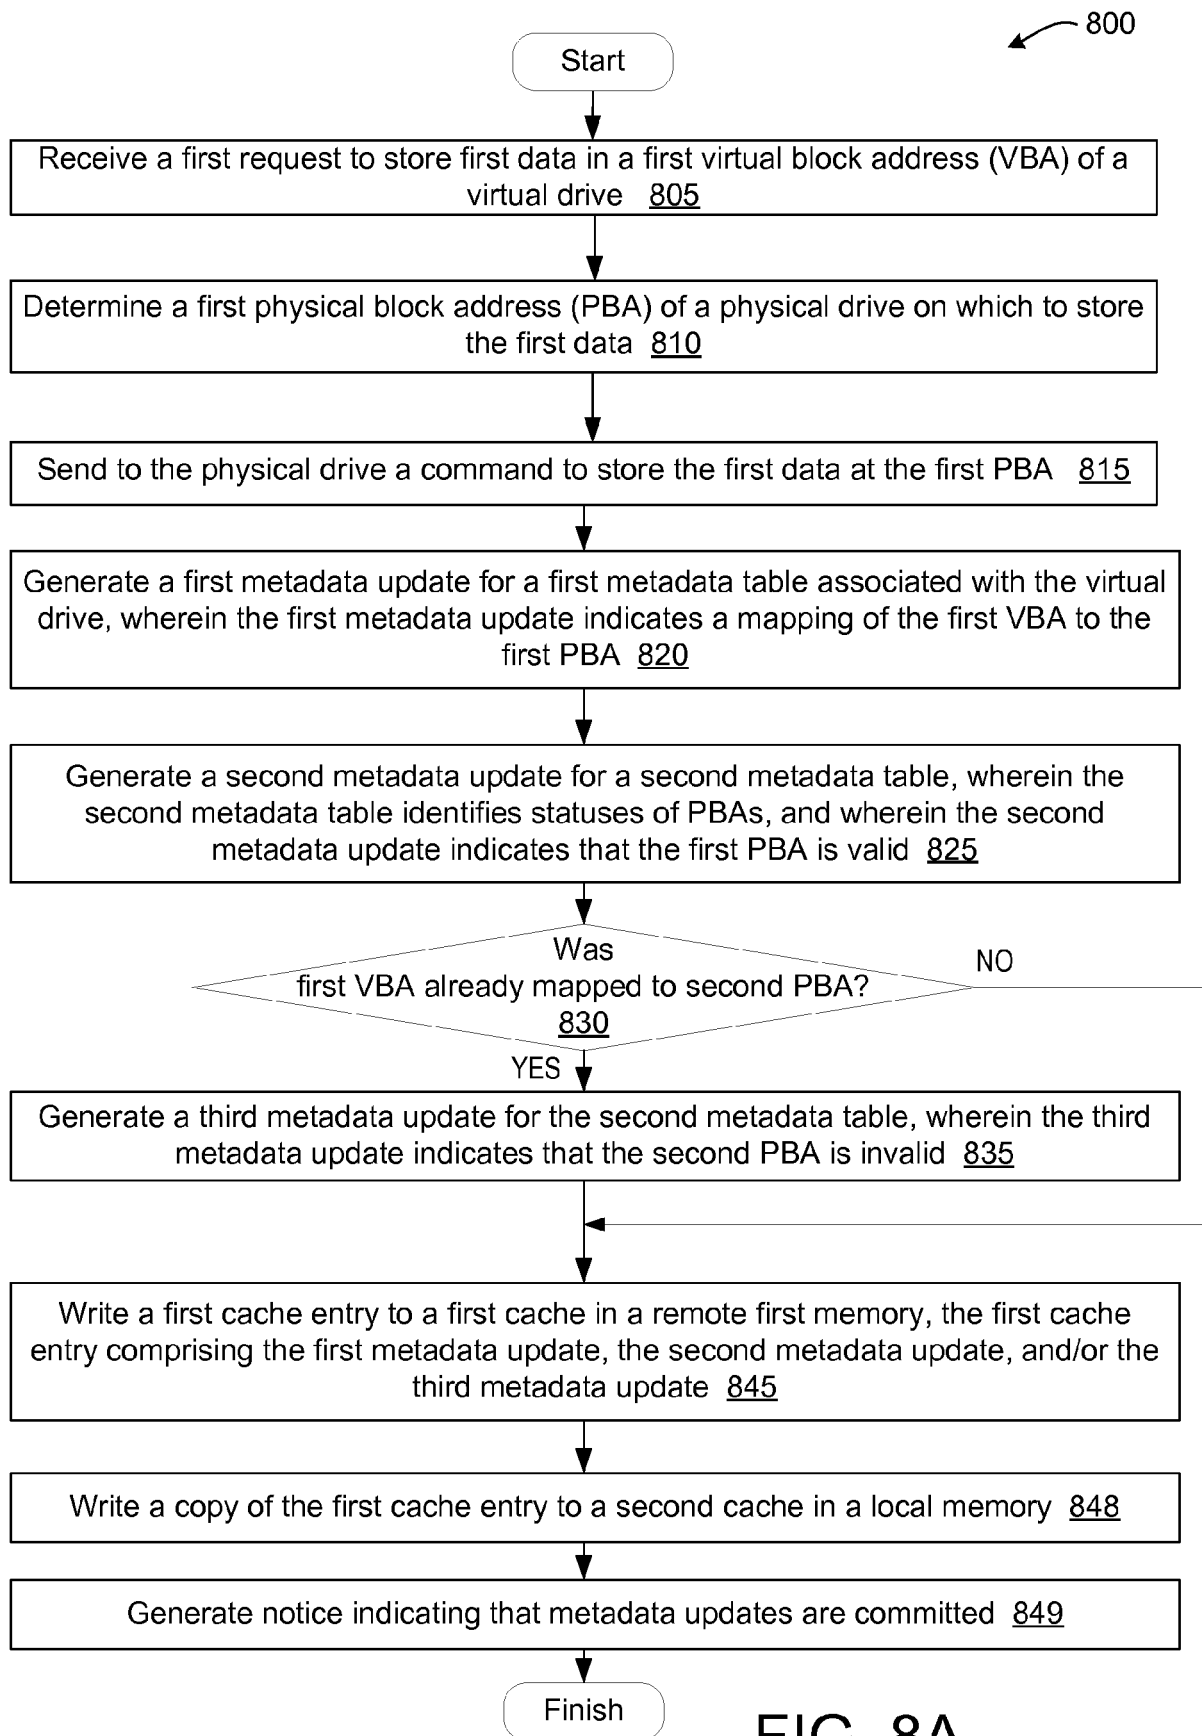 800
Start
Receive a first request to store first data in a first virtual block address (VBA) of a
virtual drive 805
Determine a first physical block address (PBA) of a physical drive on which to store
the first data 810
Send to the physical drive a command to store the first data at the first PBA 815
Generate a first metadata update for a first metadata table associated with the virtual
drive, wherein the first metadata update indicates a mapping of the first VBA to the
first PBA 820
Generate a second metadata update for a second metadata table, wherein the
second metadata table identifies statuses of PBAs, and wherein the second
metadata update indicates that the first PBA is valid 825
Was
first VBA already mapped to second PBA?
830
NO
YES
Generate a third metadata update for the second metadata table, wherein the third
metadata update indicates that the second PBA is invalid 835
Write a first cache entry to a first cache in a remote first memory, the first cache
entry comprising the first metadata update, the second metadata update, and/or the
third metadata update 845
Write a copy of the first cache entry to a second cache in a local memory 848
Generate notice indicating that metadata updates are committed 849
Finish
FIG. 8A